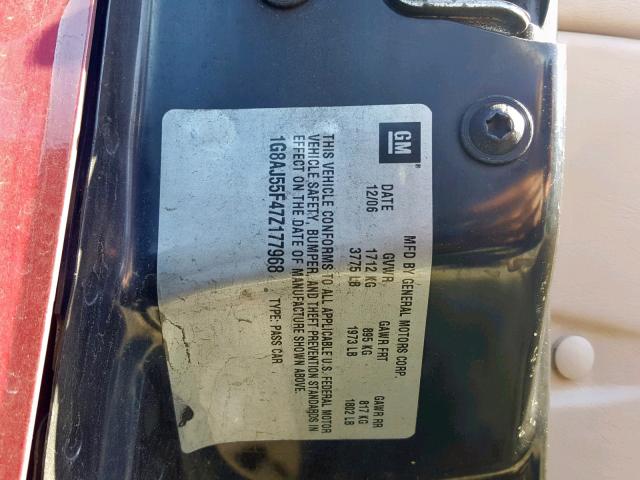 GM
MFD BY GENERAL MOTORS CORP.
DATE GVWR GAWR FRT GAWR RR
12/06 1712 KG 895 KG 817 KG
3775 LB 1973 LB 1802 LB
THIS VEHICLE CONFORMS TO ALL APPLICABLE U.S. FEDERAL MOTOR
VEHICLE SAFETY, BUMPER, AND THEFT PREVENTION STANDARDS IN
EFFECT ON THE DATE OF MANUFACTURE SHOWN ABOVE.
1G8AJ55F47Z177968 TYPE: PASS CAR